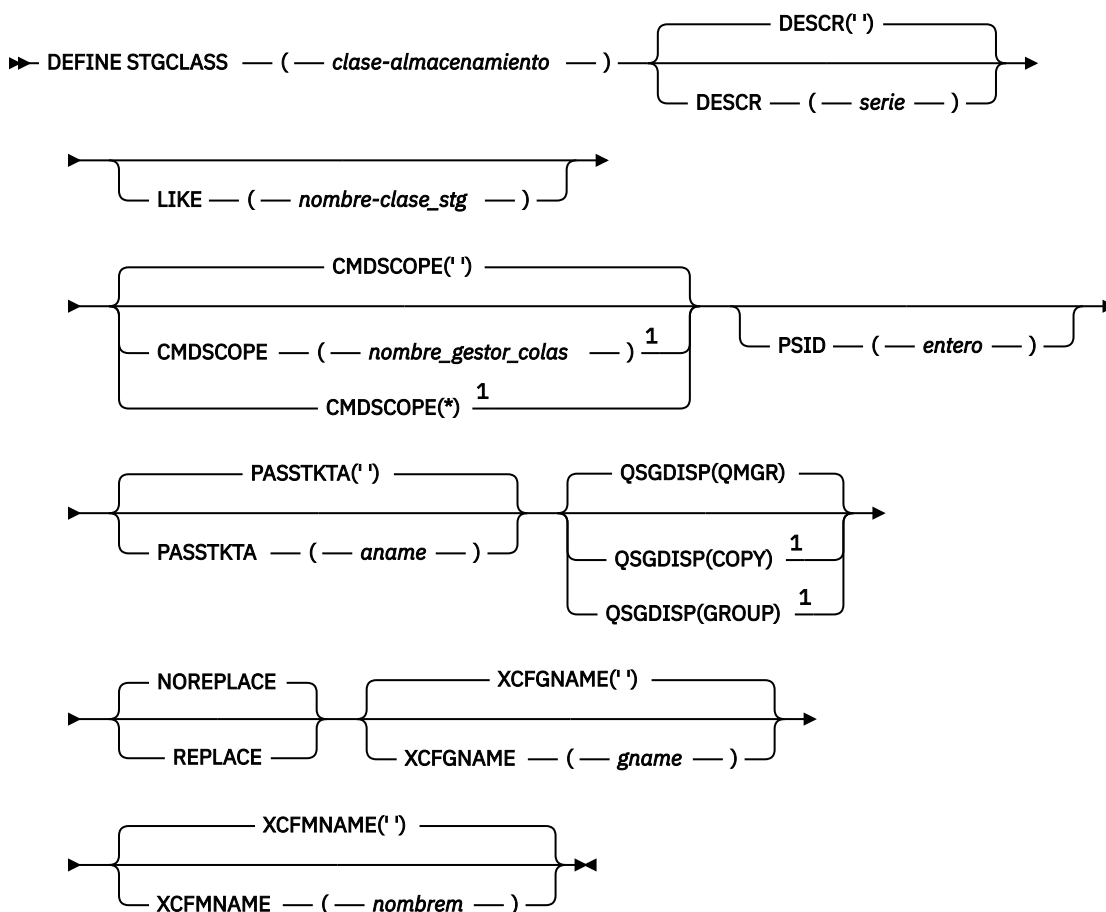 DESCR(' ')
DEFINE STGCLASS ( clase-almacenamiento )
DESCR ( serie )
LIKE ( nombre-clase_stg )
CMDSCOPE(' ')
CMDSCOPE ( nombre_gestor_colas ) 1
PSID ( entero )
CMDSCOPE(*) 1
PASSTKTA(' ') QSGDISP(QMGR)
PASSTKTA ( aname ) QSGDISP(COPY) 1
QSGDISP(GROUP) 1
NOREPLACE XCFGNAME(' ')
REPLACE XCFGNAME ( gname )
XCFMNAME(' ')
XCFMNAME ( nombrem )